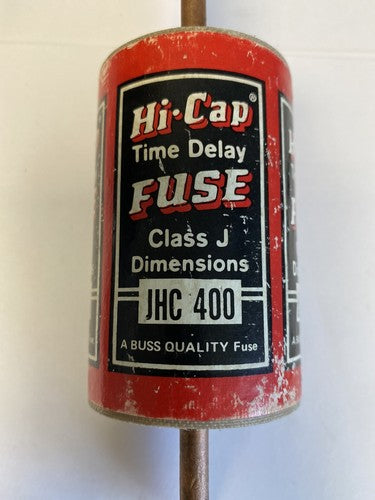 Hi·Cap®
Time Delay
FUSE
Class J
Dimensions
JHC 400
A BUSS QUALITY Fuse